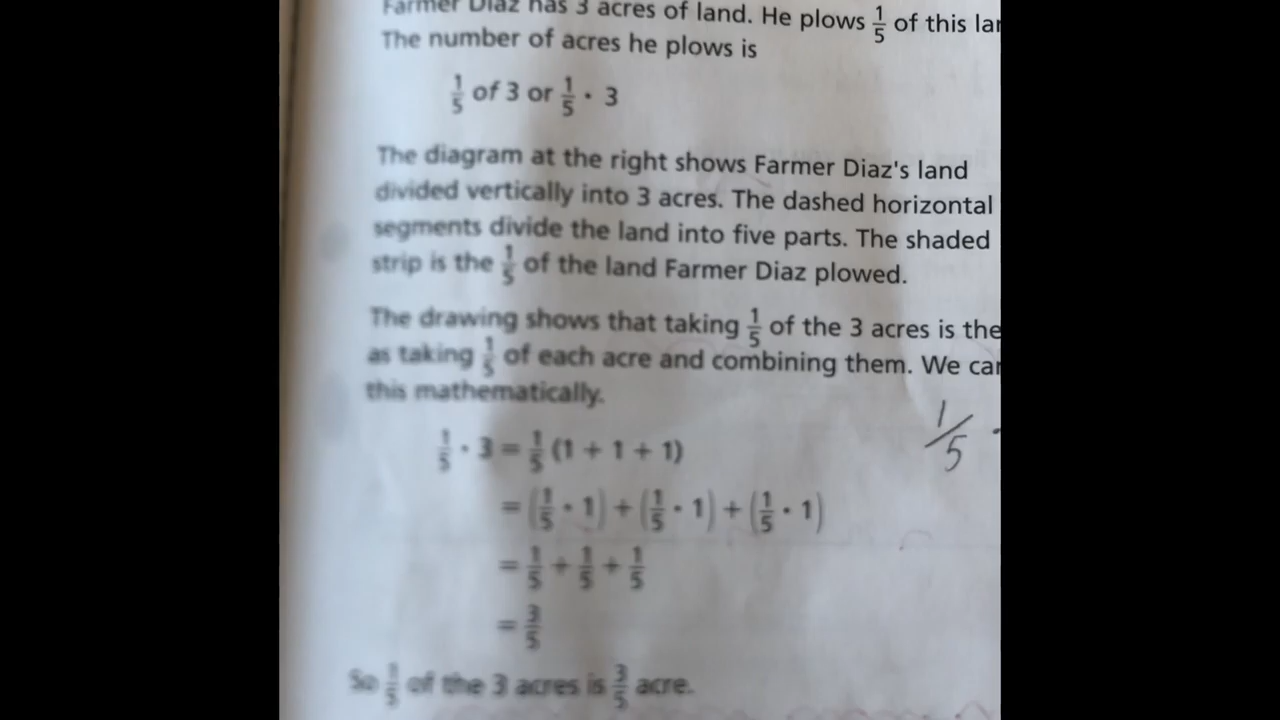 Farmer Diaz has 3 acres of land. He plows 1/5 of this
The number of acres he plows is
1/5 of 3 or 1/5 · 3
The diagram at the right shows Farmer Diaz's land
divided vertically into 3 acres. The dashed horizontal
segments divide the land into five parts. The shaded
strip is the 1/5 of the land Farmer Diaz plowed.
The drawing shows that taking 1/5 of the 3 acres is the
as taking 1/5 of each acre and combining them. We
this mathematically.
1/5
1/5 · 3 = 1/5 (1 + 1 + 1)
= (1/5 · 1) + (1/5 · 1) + (1/5 · 1)
= 1/5 + 1/5 + 1/5
= 3/5
So 1/5 of the 3 acres is 3/5 acre.